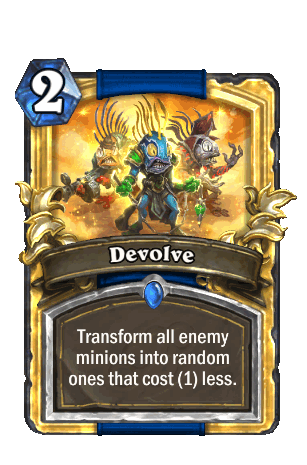 2
Devolve
Transform all enemy
minions into random
ones that cost (1) less.